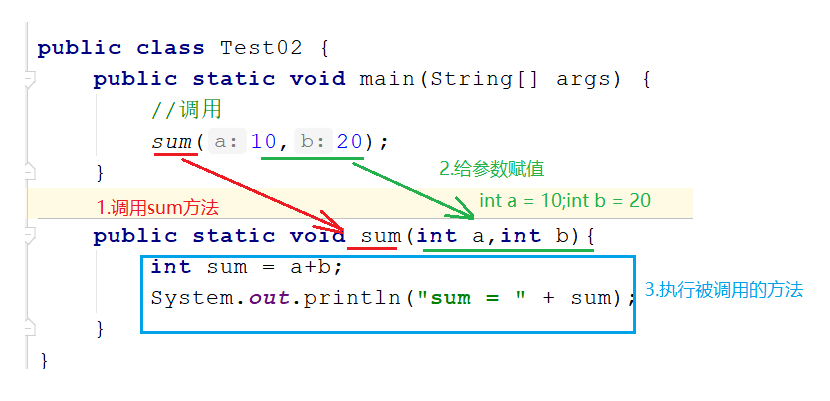 public class Test02 {
public static void main(String[] args) {
//调用
sum( a: 10, b: 20);
2.给参数赋值
}
int a = 10;int b = 20
1.调用sum方法
public static void sum(int a,int b){
int sum = a+b;
System.out.println("sum = " + sum);
3.执行被调用的方法
}
}